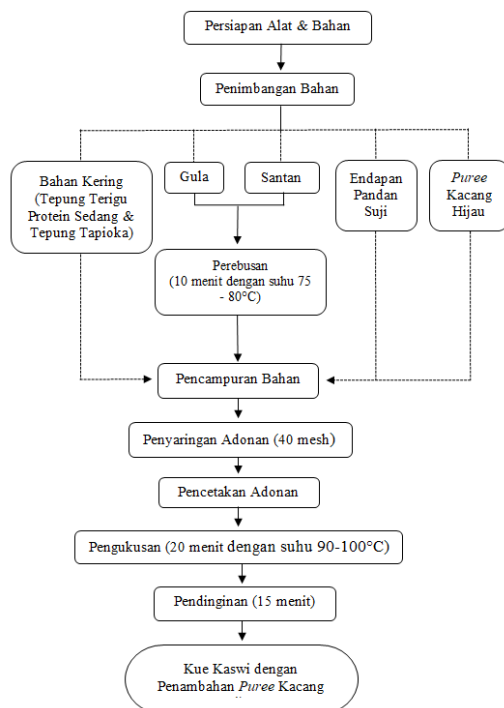 Persiapan Alat & Bahan
Penimbangan Bahan
Bahan Kering
(Tepung Terigu
Protein Sedang &
Tepung Tapioka)
Gula
Santan
Endapan
Pandan
Suji
Puree
Kacang
Hijau
Perebusan
(10 menit dengan suhu 75
- 80°C)
Pencampuran Bahan
Penyaringan Adonan (40 mesh)
Pencetakan Adonan
Pengukusan (20 menit dengan suhu 90-100°C)
Pendinginan (15 menit)
Kue Kaswi dengan
Penambahan Puree Kacang